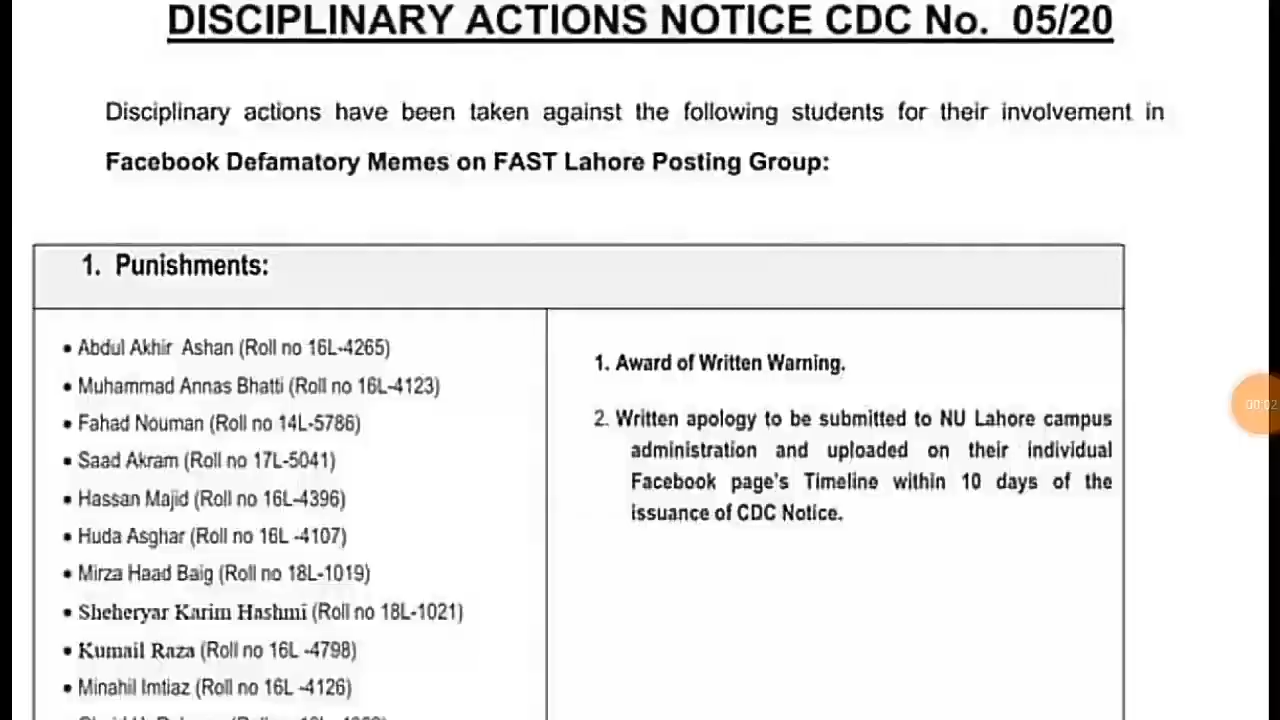 DISCIPLINARY ACTIONS NOTICE CDC No. 05/20
Disciplinary actions have been taken against the following students for their involvement in
Facebook Defamatory Memes on FAST Lahore Posting Group:
1. Punishments:
• Abdul Akhir Ashan (Roll no 16L-4265)
• Muhammad Annas Bhatti (Roll no 16L-4123)
• Fahad Nouman (Roll no 14L-5786)
• Saad Akram (Roll no 17L-5041)
• Hassan Majid (Roll no 16L-4396)
• Huda Asghar (Roll no 16L -4107)
• Mirza Haad Baig (Roll no 18L-1019)
• Sheheryar Karim Hashmi (Roll no 18L-1021)
• Kumail Raza (Roll no 16L -4798)
• Minahil Imtiaz (Roll no 16L -4126)
1. Award of Written Warning.
2. Written apology to be submitted to NU Lahore campus
administration and uploaded on their individual
Facebook page's Timeline within 10 days of the
issuance of CDC Notice.
00:02